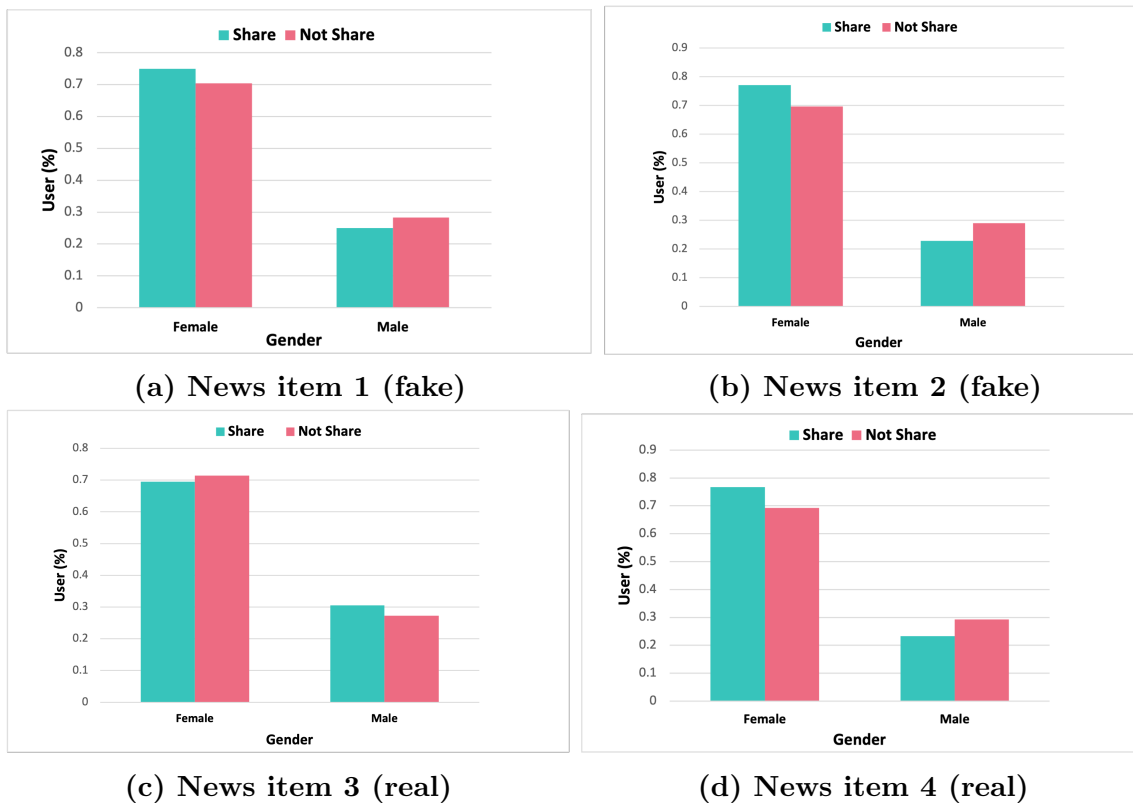 Share Not Share
0.8
0.7
0.6
0.5
0.4
0.3
0.2
0.1
0
User (%)
Female Male
Gender
(a) News item 1 (fake)
Share Not Share
0.9
0.8
0.7
0.6
0.5
0.4
0.3
0.2
0.1
0
User (%)
Female Male
Gender
(b) News item 2 (fake)
Share Not Share
0.8
0.7
0.6
0.5
0.4
0.3
0.2
0.1
0
User (%)
Female Male
Gender
(c) News item 3 (real)
Share Not Share
0.9
0.8
0.7
0.6
0.5
0.4
0.3
0.2
0.1
0
User (%)
Female Male
Gender
(d) News item 4 (real)